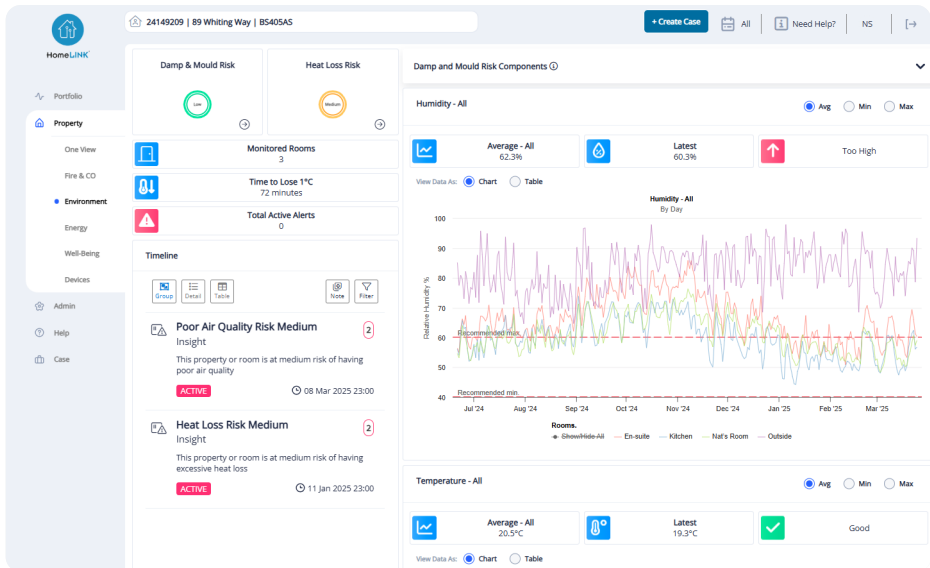 HomeLINK
24149209 | 89 Whiting Way | BS405AS
+ Create Case
All
Need Help?
NS
Portfolio
Property
One View
Fire & CO
Environment
Energy
Well-Being
Devices
Admin
Help
Case
Damp & Mould Risk
Low
Heat Loss Risk
Medium
Monitored Rooms
3
Time to Lose 1°C
72 minutes
Total Active Alerts
0
Timeline
Group
Detail
Table
Note
Filter
Poor Air Quality Risk Medium
2
Insight
This property or room is at medium risk of having
poor air quality
ACTIVE
08 Mar 2025 23:00
Heat Loss Risk Medium
2
Insight
This property or room is at medium risk of having
excessive heat loss
ACTIVE
11 Jan 2025 23:00
Damp and Mould Risk Components
Humidity - All
Avg
Min
Max
Average - All
62.3%
Latest
60.3%
Too High
View Data As:
Chart
Table
Humidity - All
By Day
Relative Humidity %
100
90
80
70
60
50
40
Recommended max
Recommended min
Jul '24
Aug '24
Sep '24
Oct '24
Nov '24
Dec '24
Jan '25
Feb '25
Mar '25
Rooms.
Show/Hide All
En-suite
Kitchen
Nat's Room
Outside
Temperature - All
Avg
Min
Max
Average - All
20.5°C
Latest
19.3°C
Good
View Data As:
Chart
Table